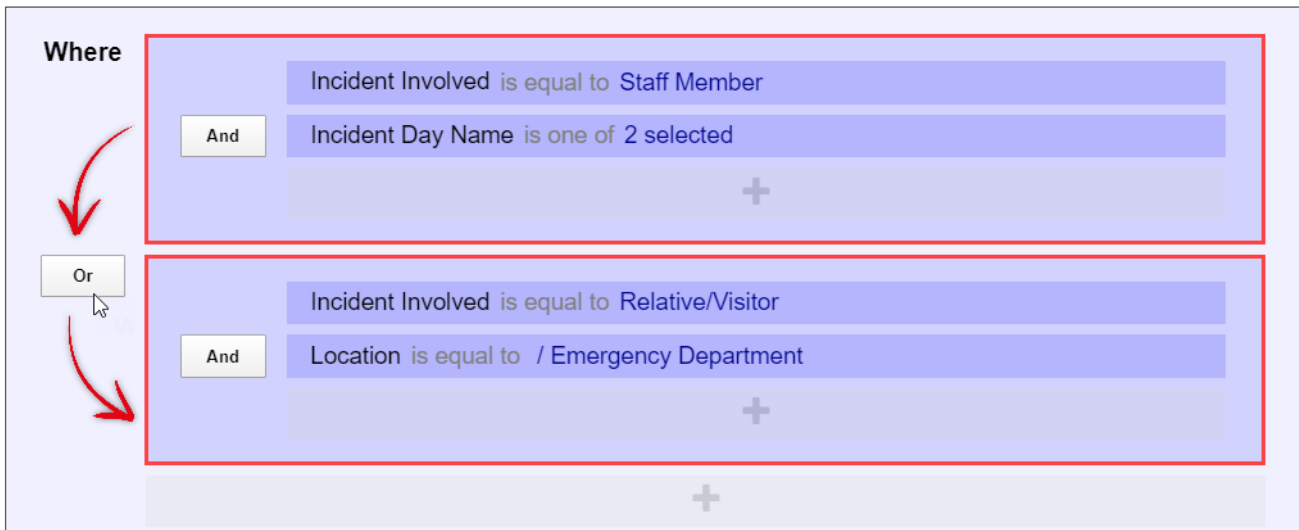 Where
Incident Involved is equal to Staff Member
And
Incident Day Name is one of 2 selected
Or
Incident Involved is equal to Relative/Visitor
And
Location is equal to / Emergency Department